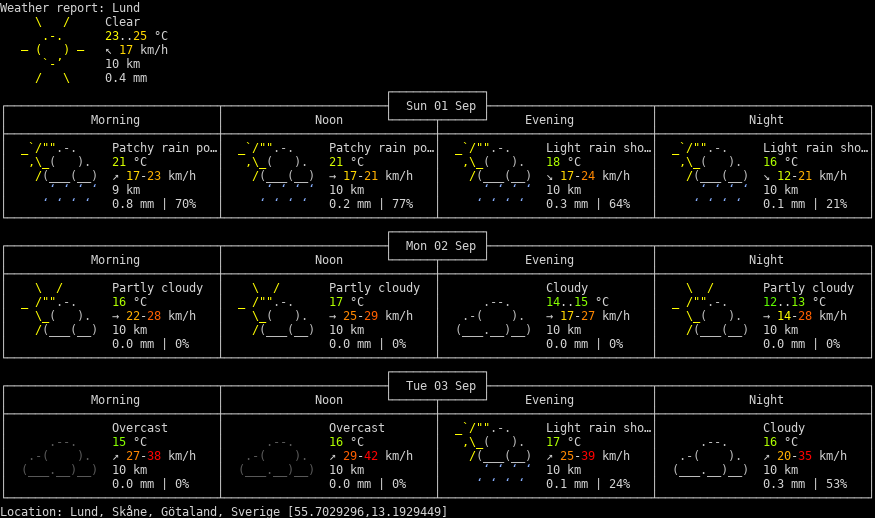 Weather report: Lund
Clear
23..25 °C
↖ 17 km/h
10 km
0.4 mm
Sun 01 Sep
Morning Noon Evening Night
Patchy rain po… Patchy rain po… Light rain sho… Light rain sho…
21 °C 21 °C 18 °C 16 °C
↗ 17-23 km/h → 17-21 km/h ↘ 17-24 km/h ↘ 12-21 km/h
9 km 10 km 10 km 10 km
0.8 mm | 70% 0.2 mm | 77% 0.3 mm | 64% 0.1 mm | 21%
Mon 02 Sep
Morning Noon Evening Night
Partly cloudy Partly cloudy Cloudy Partly cloudy
16 °C 17 °C 14..15 °C 12..13 °C
→ 22-28 km/h → 25-29 km/h → 17-27 km/h → 14-28 km/h
10 km 10 km 10 km 10 km
0.0 mm | 0% 0.0 mm | 0% 0.0 mm | 0% 0.0 mm | 0%
Tue 03 Sep
Morning Noon Evening Night
Overcast Overcast Light rain sho… Cloudy
15 °C 16 °C 17 °C 16 °C
↗ 27-38 km/h ↗ 29-42 km/h ↗ 25-39 km/h ↗ 20-35 km/h
10 km 10 km 10 km 10 km
0.0 mm | 0% 0.0 mm | 0% 0.1 mm | 24% 0.3 mm | 53%
Location: Lund, Skåne, Götaland, Sverige [55.7029296,13.1929449]